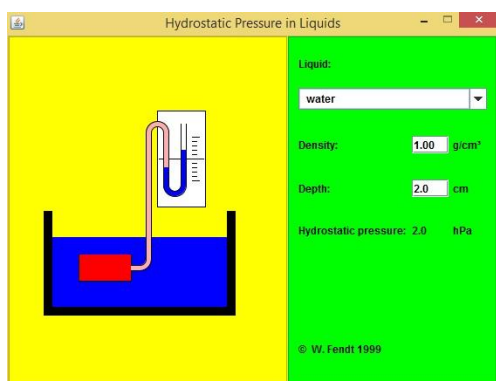 Hydrostatic Pressure in Liquids
Liquid:
water
Density: 1.00 g/cm³
Depth: 2.0 cm
Hydrostatic pressure: 2.0 hPa
© W. Fendt 1999